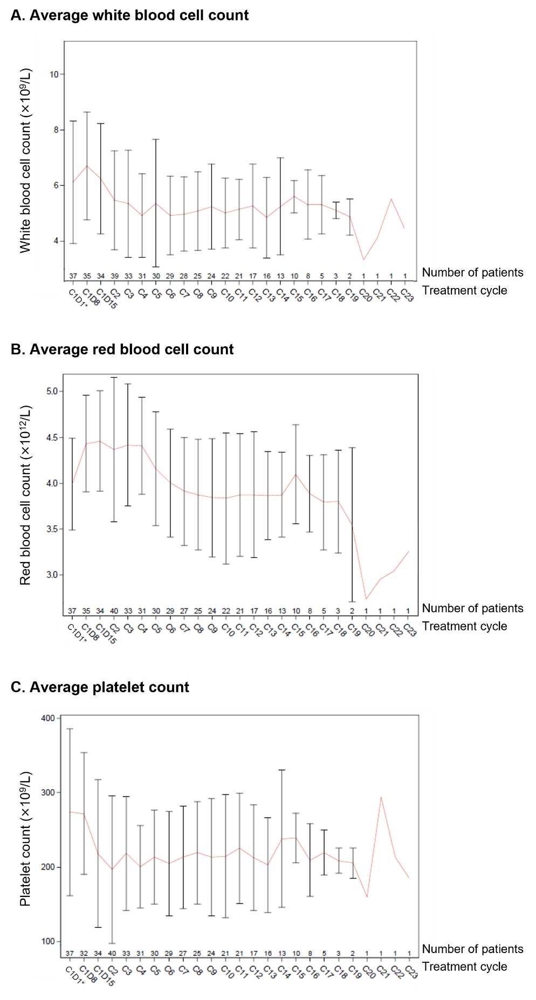 A. Average white blood cell count
White blood cell count (×10⁹/L)
10
8
6
4
37 35 34 39 33 31 30 29 28 25 24 22 21 17 16 13 10 8 5 3 2 1 1 1 1
Number of patients
C1D1* C1D8 C1D15 C2 C3 C4 C5 C6 C7 C8 C9 C10 C11 C12 C13 C14 C15 C16 C17 C18 C19 C20 C21 C22 C23
Treatment cycle
B. Average red blood cell count
Red blood cell count (×10¹²/L)
5.0
4.5
4.0
3.5
3.0
37 35 34 40 33 31 30 29 27 25 24 22 21 17 16 13 10 8 5 3 2 1 1 1 1
Number of patients
C1D1* C1D8 C1D15 C2 C3 C4 C5 C6 C7 C8 C9 C10 C11 C12 C13 C14 C15 C16 C17 C18 C19 C20 C21 C22 C23
Treatment cycle
C. Average platelet count
Platelet count (×10⁹/L)
400
300
200
100
37 32 34 40 33 31 30 29 27 25 24 21 21 17 16 13 10 8 5 3 2 1 1 1 1
Number of patients
C1D1* C1D8 C1D15 C2 C3 C4 C5 C6 C7 C8 C9 C10 C11 C12 C13 C14 C15 C16 C17 C18 C19 C20 C21 C22 C23
Treatment cycle